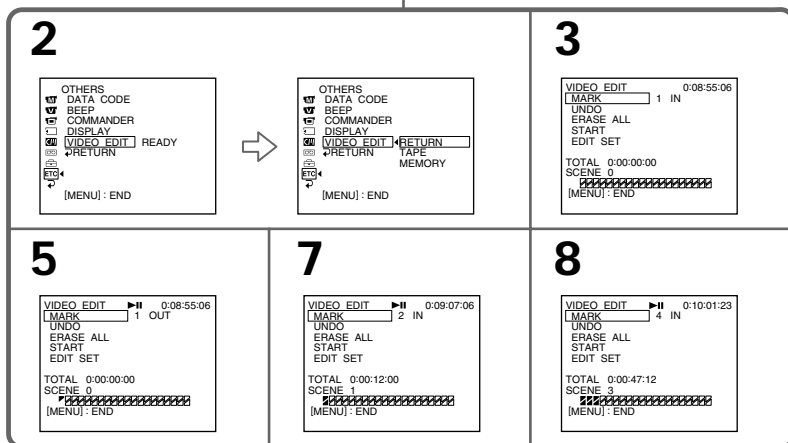 2
OTHERS
DATA CODE
BEEP
COMMANDER
DISPLAY
VIDEO EDIT READY
RETURN
ETC
[MENU] : END
OTHERS
DATA CODE
BEEP
COMMANDER
DISPLAY
VIDEO EDIT RETURN
RETURN TAPE
MEMORY
ETC
[MENU] : END
3
VIDEO EDIT 0:08:55:06
MARK 1 IN
UNDO
ERASE ALL
START
EDIT SET
TOTAL 0:00:00:00
SCENE 0
[MENU] : END
5
VIDEO EDIT 0:08:55:06
MARK 1 OUT
UNDO
ERASE ALL
START
EDIT SET
TOTAL 0:00:00:00
SCENE 0
[MENU] : END
7
VIDEO EDIT 0:09:07:06
MARK 2 IN
UNDO
ERASE ALL
START
EDIT SET
TOTAL 0:00:12:00
SCENE 1
[MENU] : END
8
VIDEO EDIT 0:10:01:23
MARK 4 IN
UNDO
ERASE ALL
START
EDIT SET
TOTAL 0:00:47:12
SCENE 3
[MENU] : END